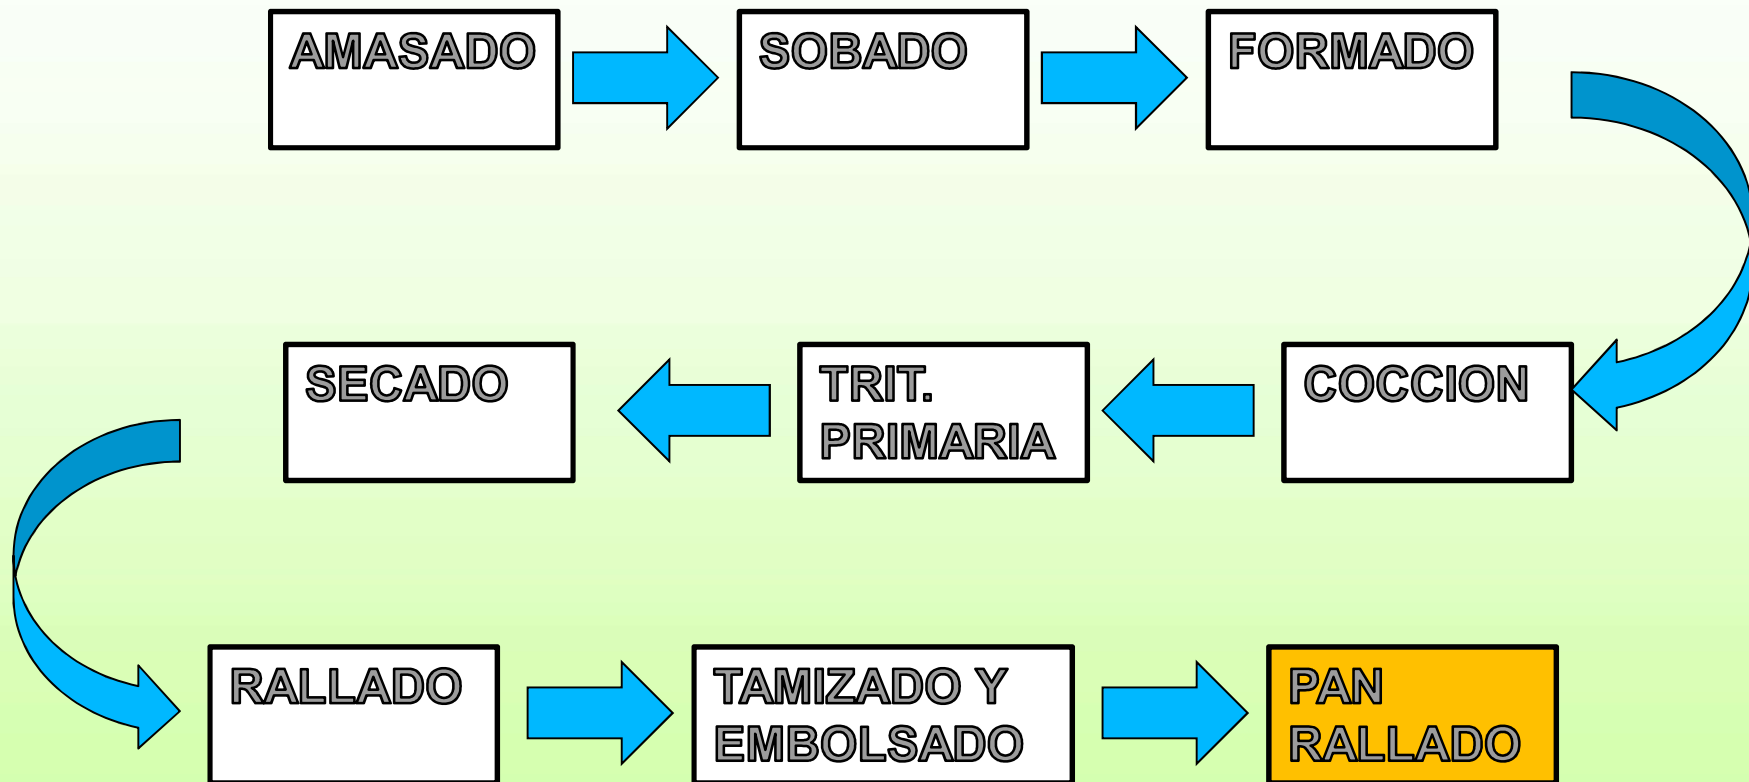 AMASADO
SOBADO
FORMADO
COCCION
TRIT.
PRIMARIA
SECADO
RALLADO
TAMIZADO Y
EMBOLSADO
PAN
RALLADO